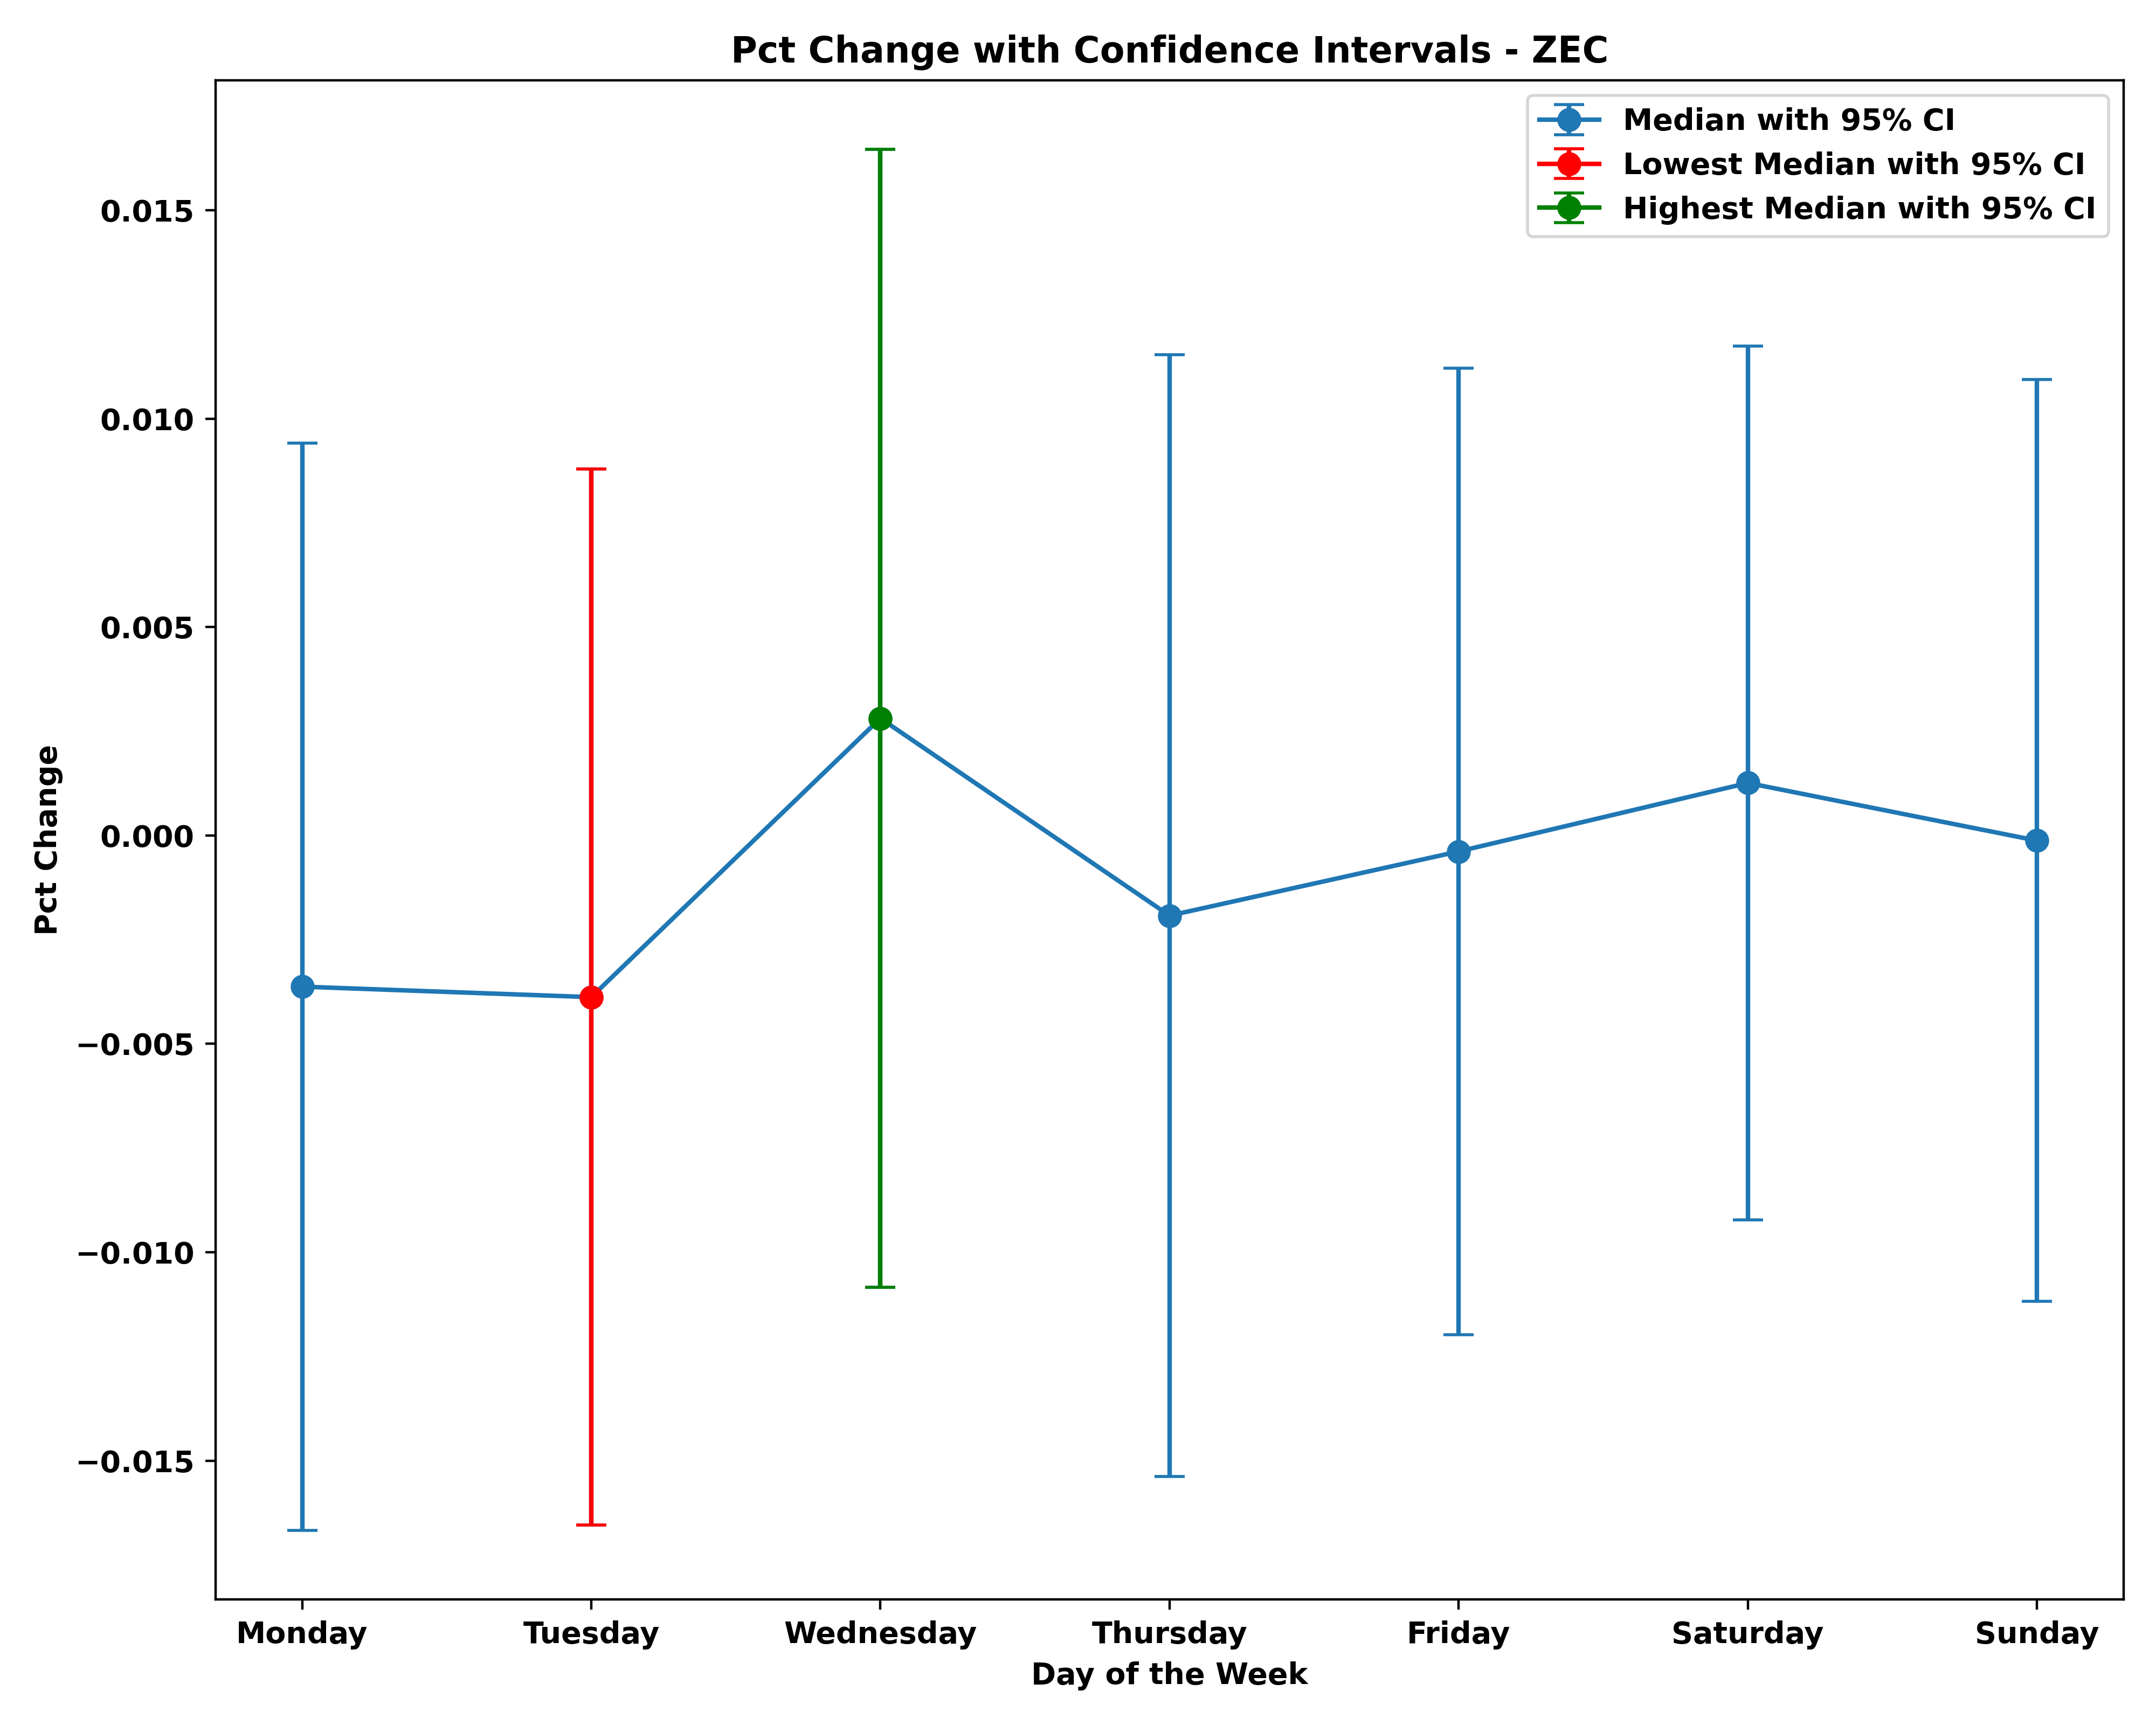 Pct Change with Confidence Intervals - ZEC
Median with 95% CI
Lowest Median with 95% CI
Highest Median with 95% CI
0.015
0.010
0.005
0.000
−0.005
−0.010
−0.015
Pct Change
Monday Tuesday Wednesday Thursday Friday Saturday Sunday
Day of the Week